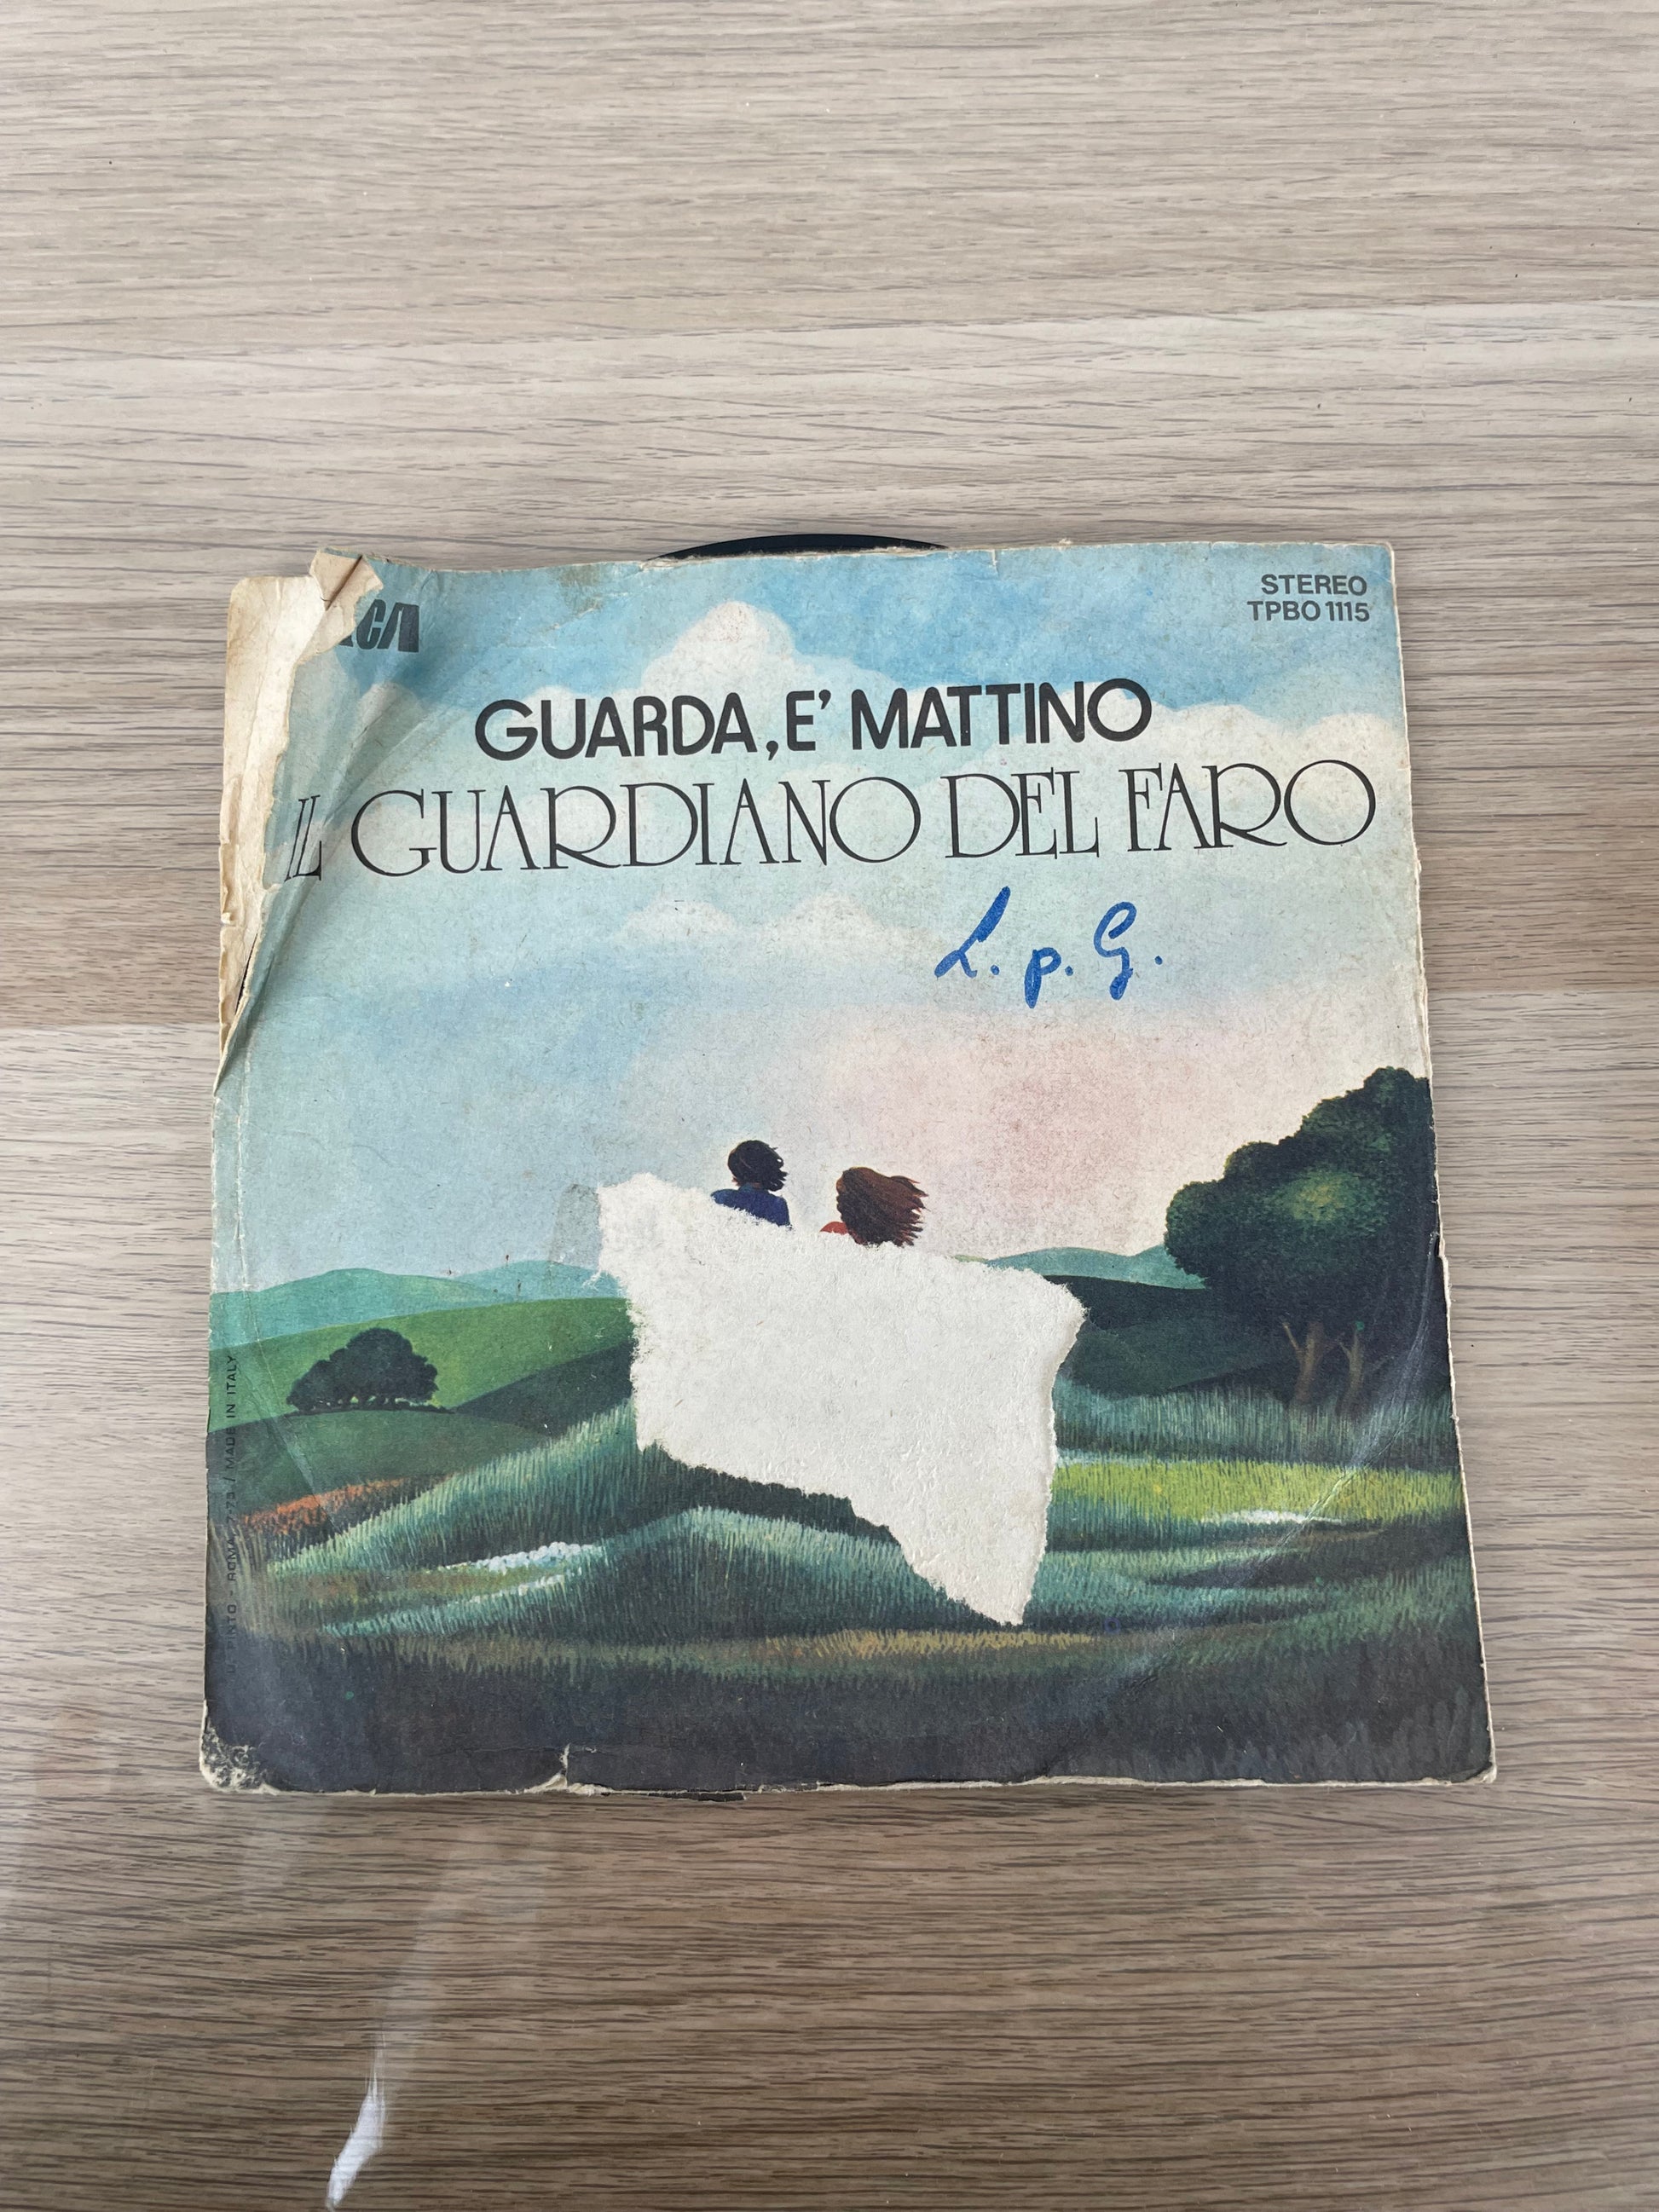 STEREO
TPBO 1115
GUARDA, E' MATTINO
IL GUARDIANO DEL FARO
L. p. G.
MADE IN ITALY